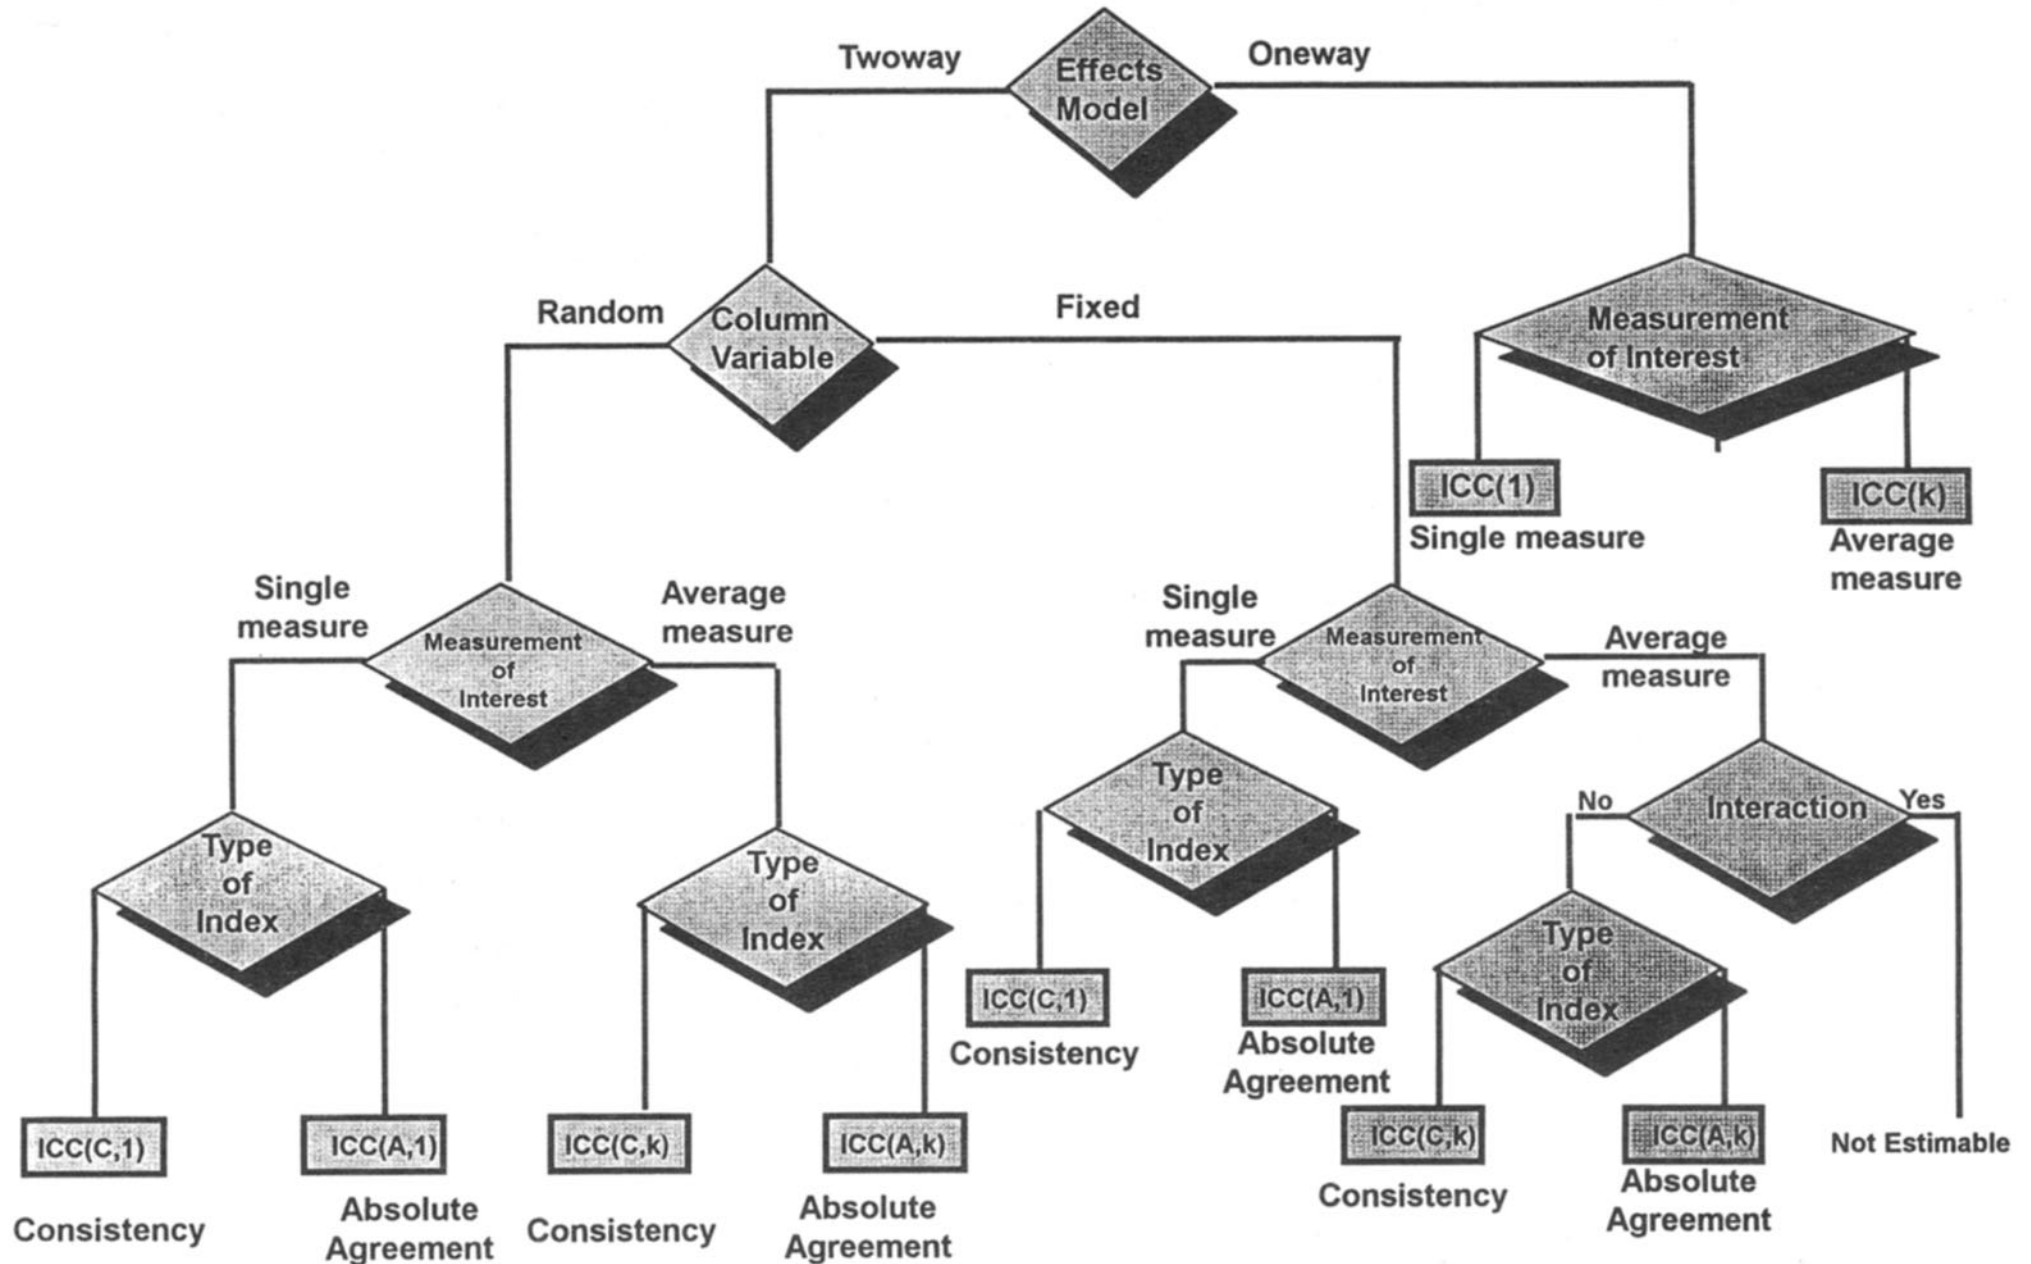 Twoway
Effects
Model
Oneway
Random
Column
Variable
Fixed
Measurement
of Interest
ICC(1)
Single measure
ICC(k)
Average
measure
Single
measure
Measurement
of
Interest
Average
measure
Single
measure
Measurement
of
Interest
Average
measure
Type
of
Index
Type
of
Index
Type
of
Index
No
Interaction
Yes
Type
of
Index
ICC(C,1)
Consistency
ICC(A,1)
Absolute
Agreement
ICC(C,k)
Consistency
ICC(A,k)
Absolute
Agreement
ICC(C,1)
Consistency
ICC(A,1)
Absolute
Agreement
ICC(C,k)
Consistency
ICC(A,k)
Absolute
Agreement
Not Estimable